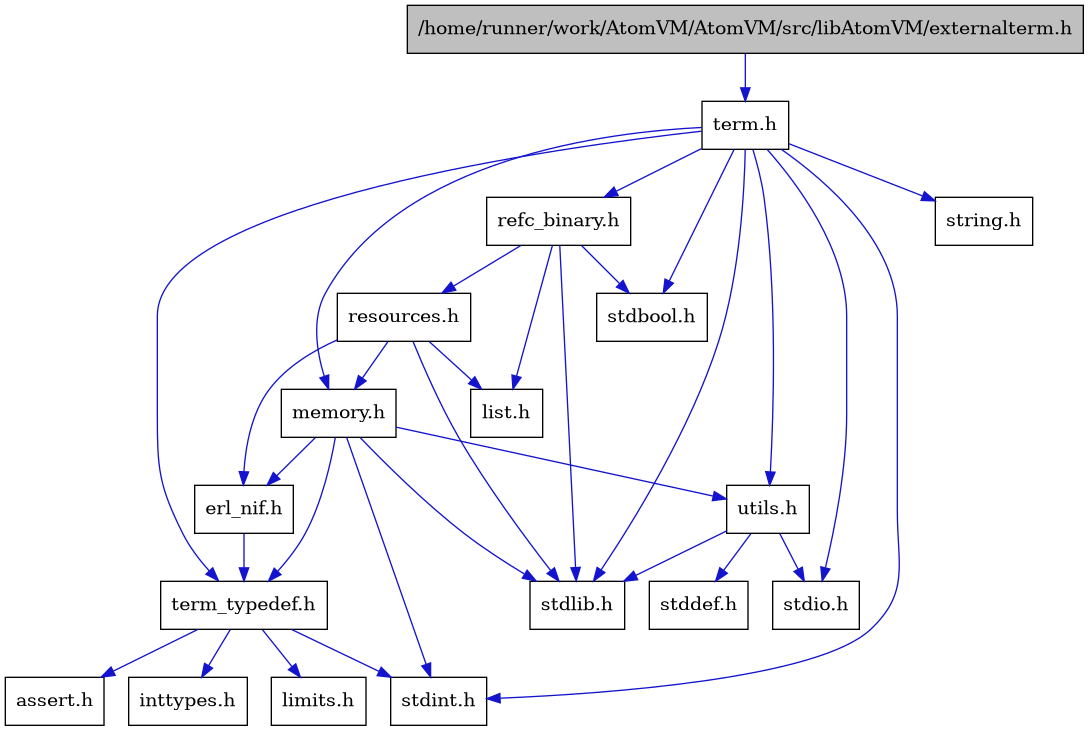 /home/runner/work/AtomVM/AtomVM/src/libAtomVM/externalterm.h
term.h
refc_binary.h
string.h
resources.h
stdbool.h
memory.h
list.h
erl_nif.h
utils.h
term_typedef.h
stdlib.h
stddef.h
stdio.h
assert.h
inttypes.h
limits.h
stdint.h